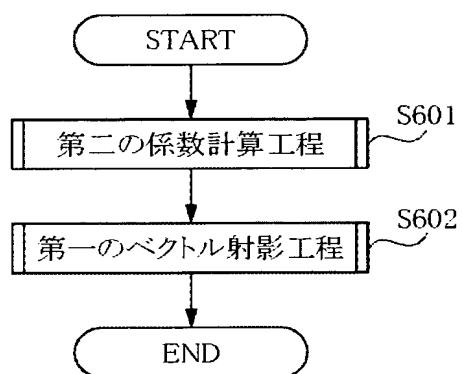 START
S601
第二の係数計算工程
S602
第一のベクトル射影工程
END